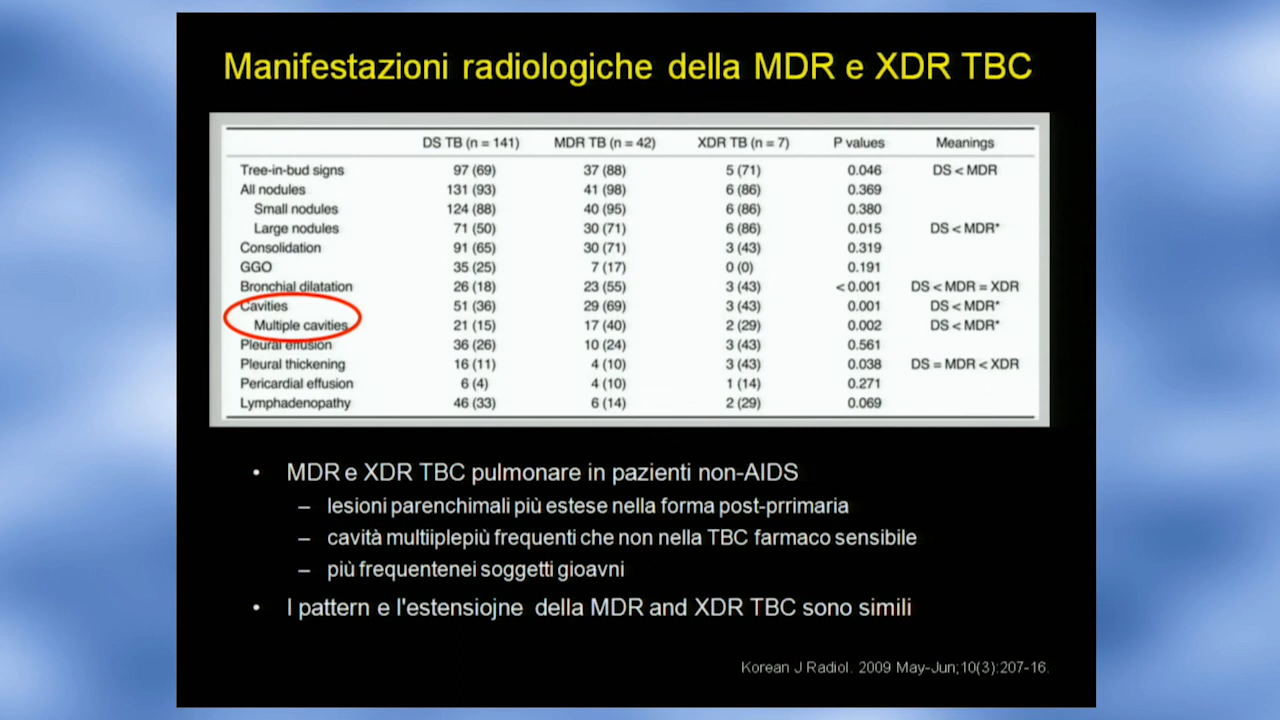 Manifestazioni radiologiche della MDR e XDR TBC
DS TB (n = 141) MDR TB (n = 42) XDR TB (n = 7) P values Meanings
Tree-in-bud signs 97 (69) 37 (88) 5 (71) 0.046 DS < MDR
All nodules 131 (93) 41 (98) 6 (86) 0.369
Small nodules 124 (88) 40 (95) 6 (86) 0.380
Large nodules 71 (50) 30 (71) 6 (86) 0.015 DS < MDR*
Consolidation 91 (65) 30 (71) 3 (43) 0.319
GGO 35 (25) 7 (17) 0 (0) 0.191
Bronchial dilatation 26 (18) 23 (55) 3 (43) < 0.001 DS < MDR = XDR
Cavities 51 (36) 29 (69) 3 (43) 0.001 DS < MDR*
Multiple cavities 21 (15) 17 (40) 2 (29) 0.002 DS < MDR*
Pleural effusion 36 (26) 10 (24) 3 (43) 0.561
Pleural thickening 16 (11) 4 (10) 3 (43) 0.038 DS = MDR < XDR
Pericardial effusion 6 (4) 4 (10) 1 (14) 0.271
Lymphadenopathy 46 (33) 6 (14) 2 (29) 0.069
• MDR e XDR TBC pulmonare in pazienti non-AIDS
– lesioni parenchimali più estese nella forma post-prrimaria
– cavità multiiplepiù frequenti che non nella TBC farmaco sensibile
– più frequentenei soggetti gioavni
• I pattern e l'estensiojne della MDR and XDR TBC sono simili
Korean J Radiol. 2009 May-Jun;10(3):207-16.